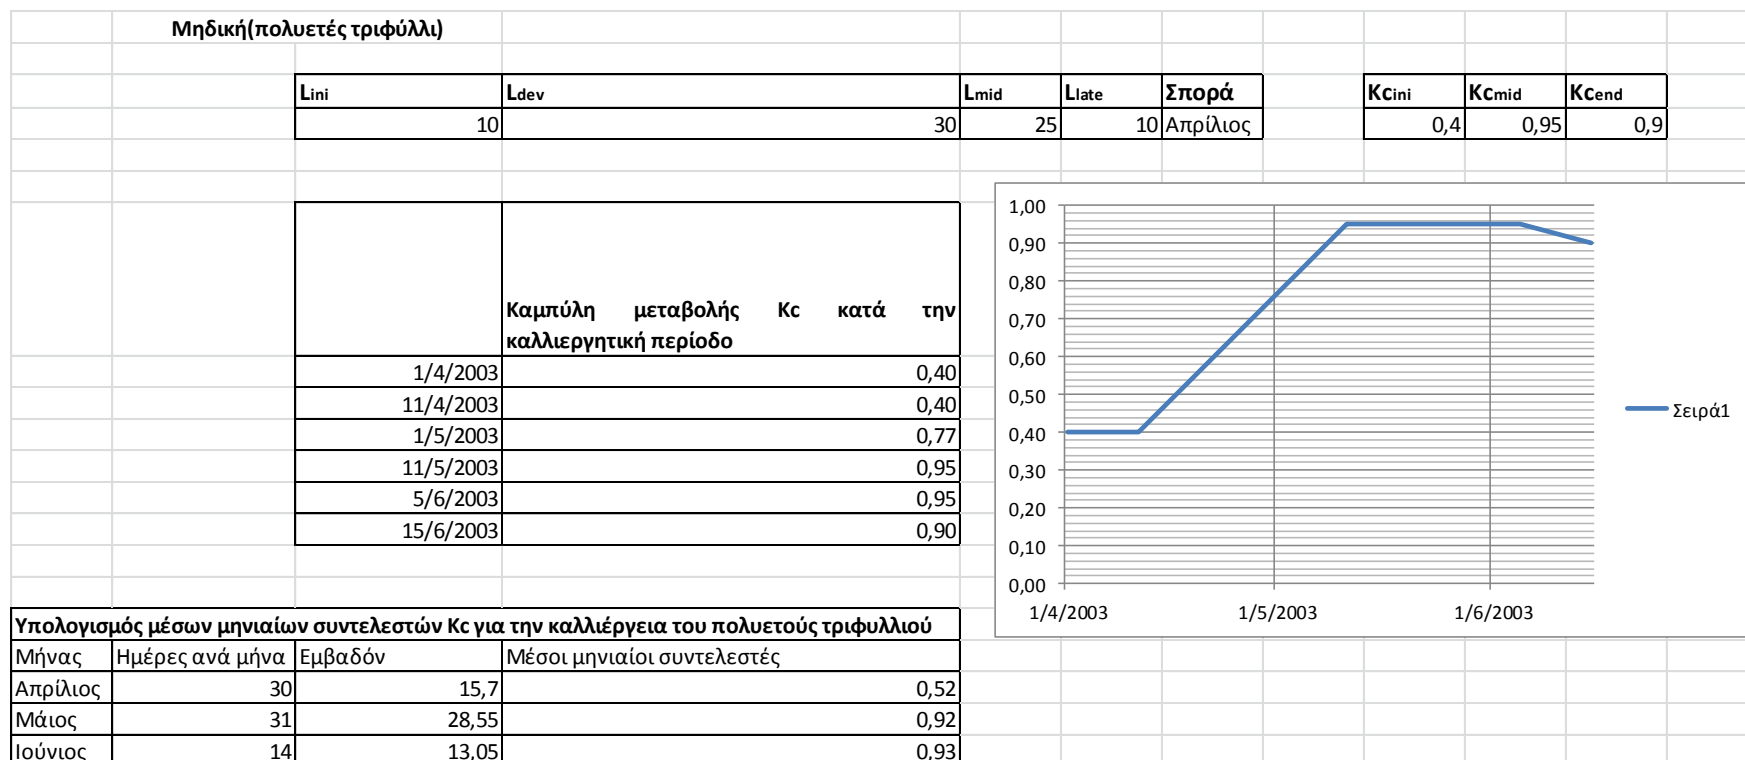 Μηδική(πολυετές τριφύλλι)
Lini Ldev Lmid Llate Σπορά Kcini Kcmid Kcend
10 30 25 10 Απρίλιος 0,4 0,95 0,9
Καμπύλη μεταβολής Kc κατά την
καλλιεργητική περίοδο
1/4/2003 0,40
11/4/2003 0,40
1/5/2003 0,77
11/5/2003 0,95
5/6/2003 0,95
15/6/2003 0,90
1,00
0,90
0,80
0,70
0,60
0,50
0,40
0,30
0,20
0,10
0,00
1/4/2003 1/5/2003 1/6/2003
Σειρά1
Υπολογισμός μέσων μηνιαίων συντελεστών Kc για την καλλιέργεια του πολυετούς τριφυλλιού
Μήνας Ημέρες ανά μήνα Εμβαδόν Μέσοι μηνιαίοι συντελεστές
Απρίλιος 30 15,7 0,52
Μάιος 31 28,55 0,92
Ιούνιος 14 13,05 0,93